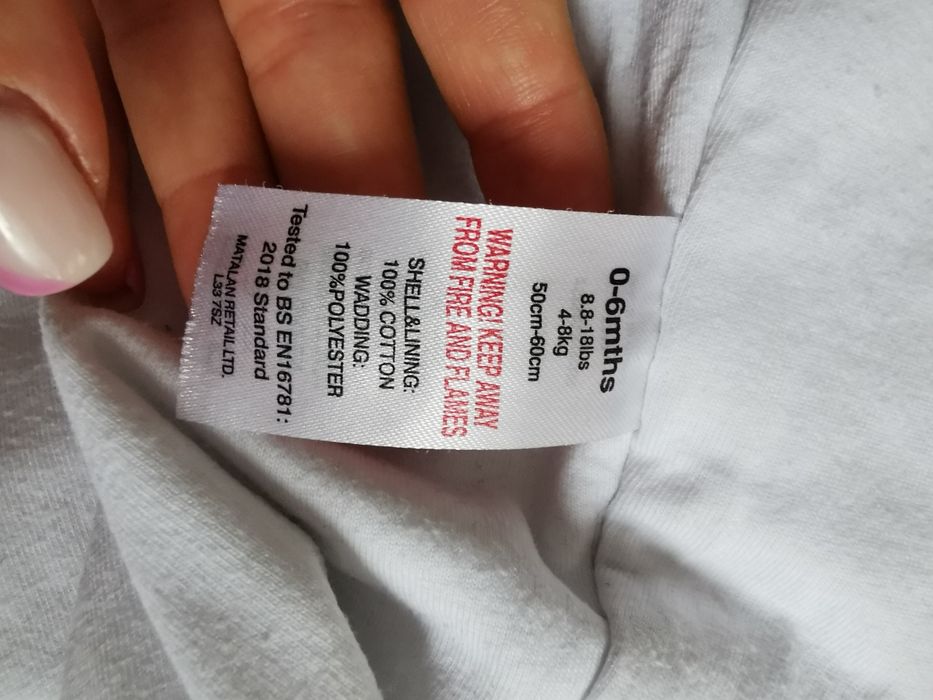 0-6mths
8.8-18lbs
4-8kg
50cm-60cm
WARNING! KEEP AWAY
FROM FIRE AND FLAMES
SHELL&LINING:
100% COTTON
WADDING:
100%POLYESTER
Tested to BS EN16781:
2018 Standard
MATALAN RETAIL LTD.
L33 7SZ